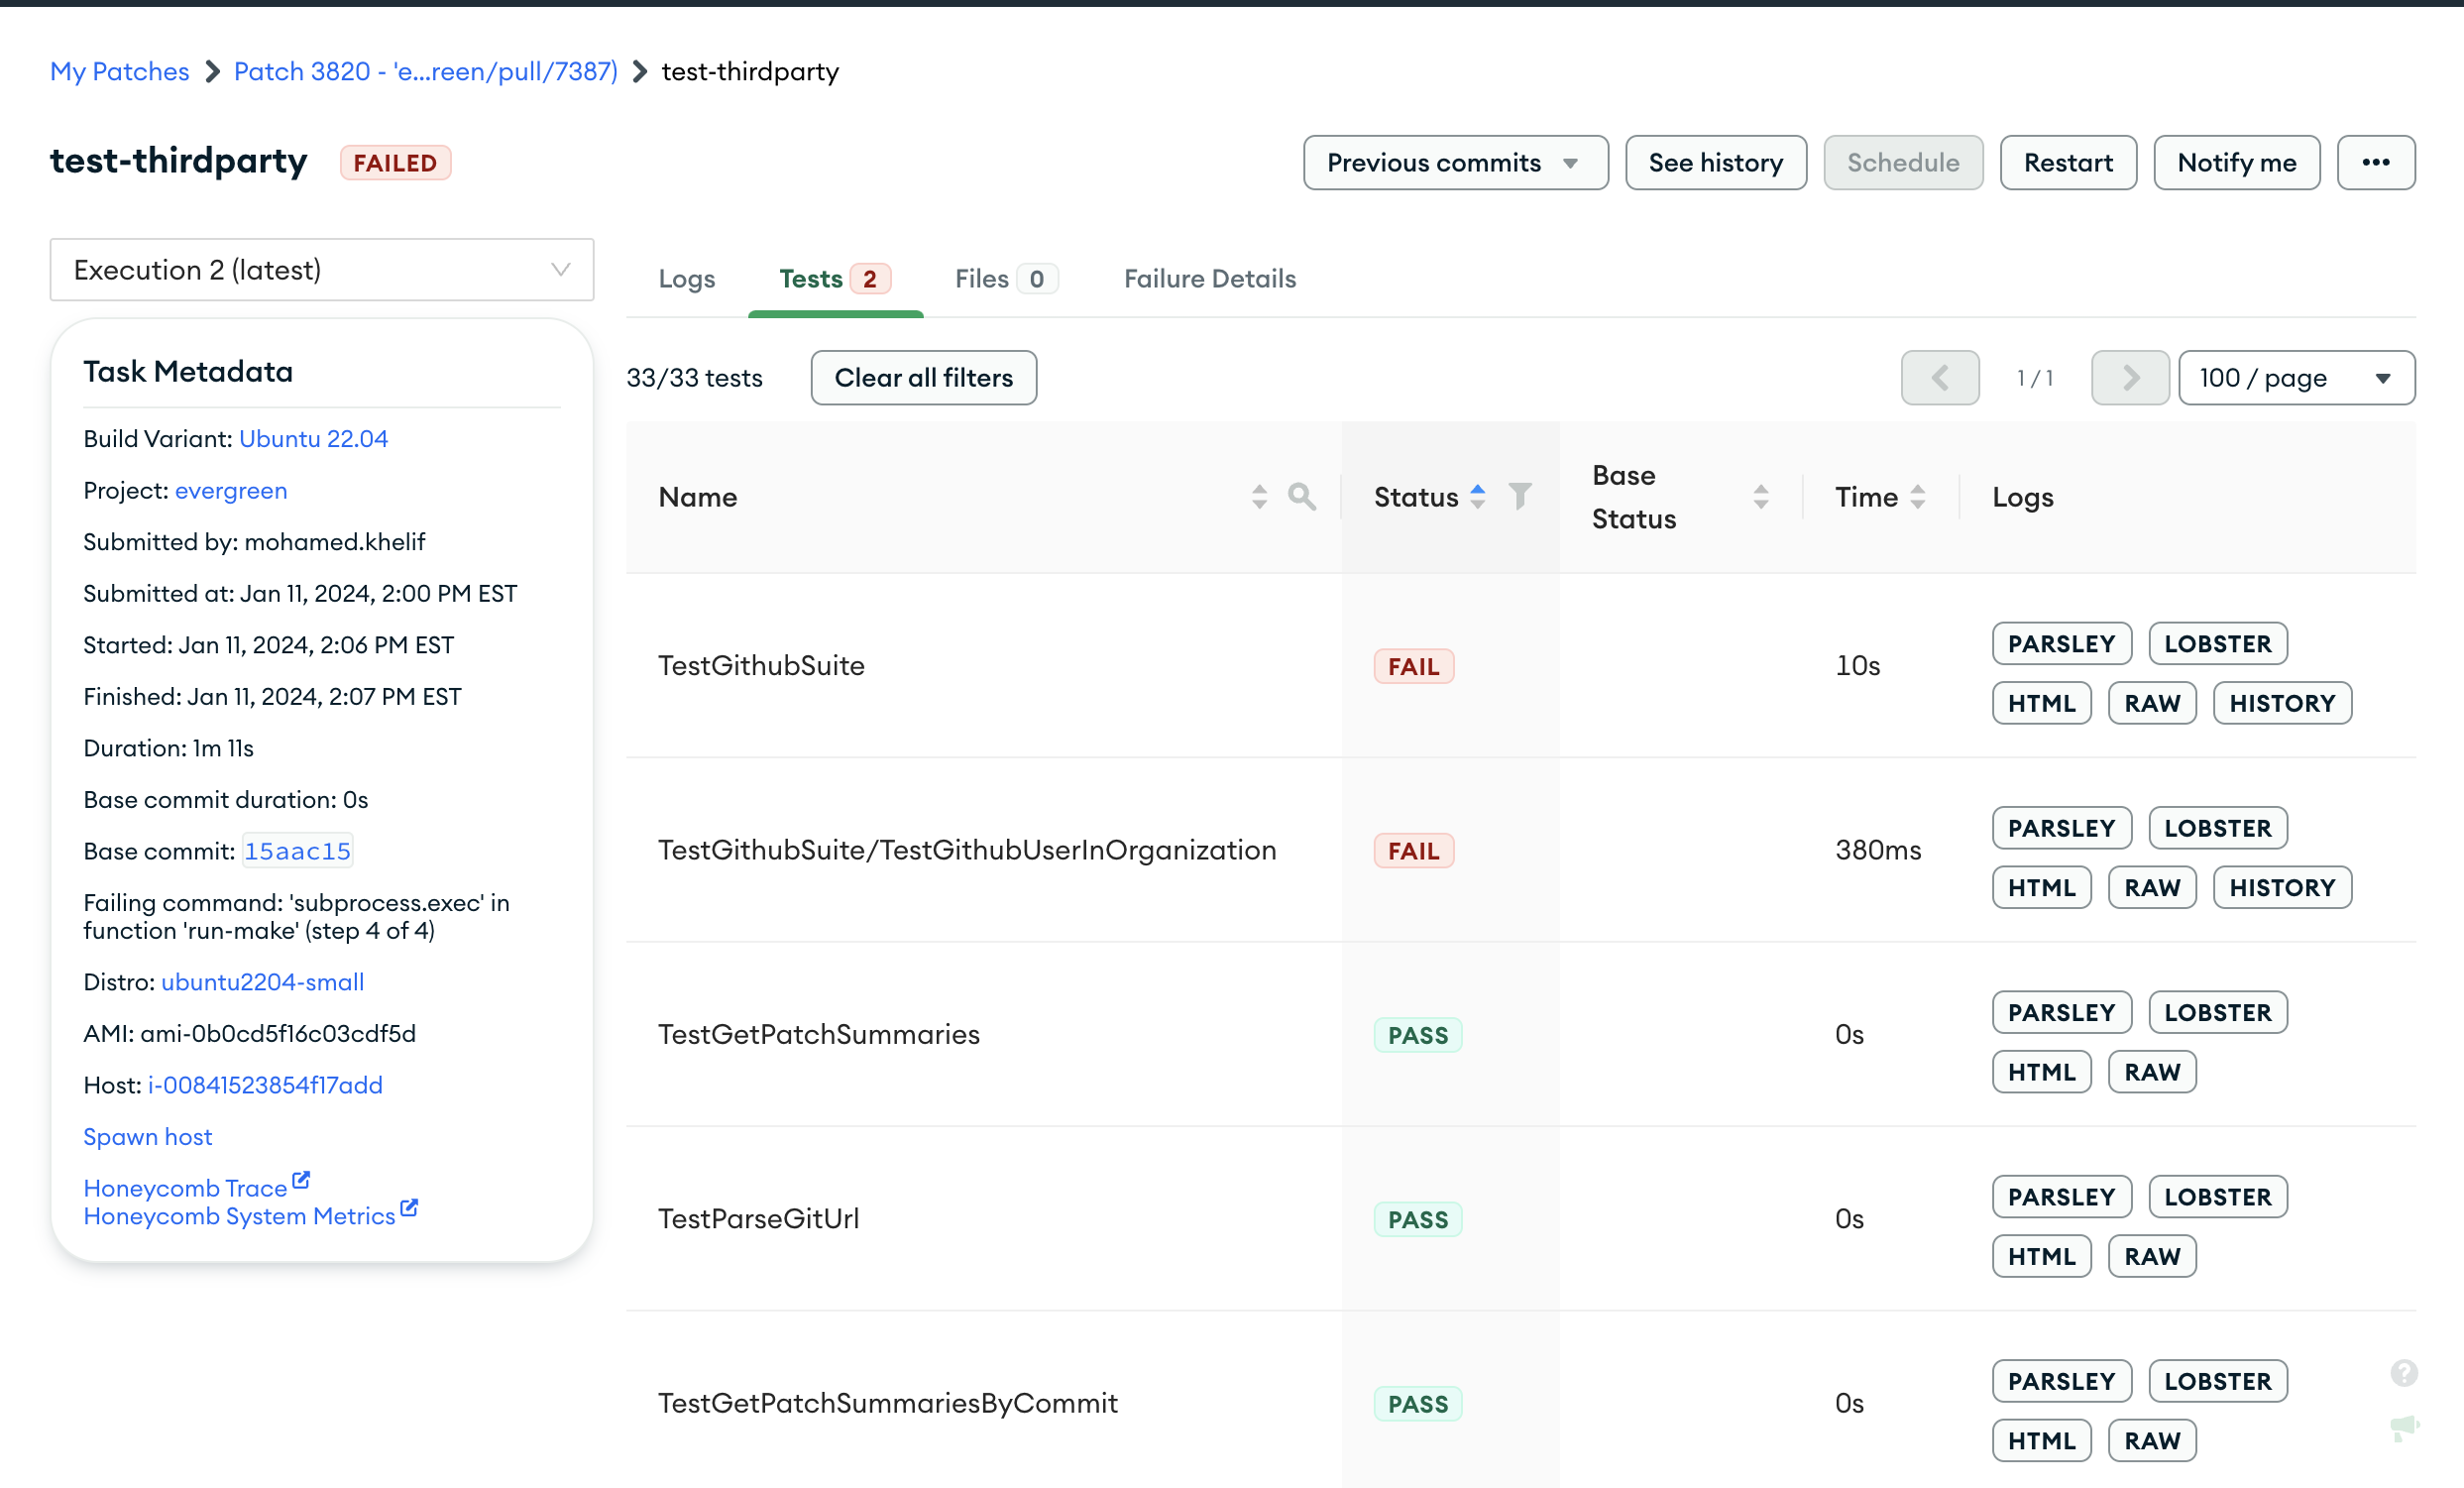 My Patches Patch 3820 - 'e...reen/pull/7387) test-thirdparty
test-thirdparty FAILED
Previous commits See history Schedule Restart Notify me •••
Execution 2 (latest)
Task Metadata
Build Variant: Ubuntu 22.04
Project: evergreen
Submitted by: mohamed.khelif
Submitted at: Jan 11, 2024, 2:00 PM EST
Started: Jan 11, 2024, 2:06 PM EST
Finished: Jan 11, 2024, 2:07 PM EST
Duration: 1m 11s
Base commit duration: 0s
Base commit: 15aac15
Failing command: 'subprocess.exec' in
function 'run-make' (step 4 of 4)
Distro: ubuntu2204-small
AMI: ami-0b0cd5f16c03cdf5d
Host: i-00841523854f17add
Spawn host
Honeycomb Trace
Honeycomb System Metrics
Logs Tests 2 Files 0 Failure Details
33/33 tests Clear all filters 1 / 1 100 / page
Name Status Base Status Time Logs
TestGithubSuite FAIL 10s PARSLEY LOBSTER
HTML RAW HISTORY
TestGithubSuite/TestGithubUserInOrganization FAIL 380ms PARSLEY LOBSTER
HTML RAW HISTORY
TestGetPatchSummaries PASS 0s PARSLEY LOBSTER
HTML RAW
TestParseGitUrl PASS 0s PARSLEY LOBSTER
HTML RAW
TestGetPatchSummariesByCommit PASS 0s PARSLEY LOBSTER
HTML RAW